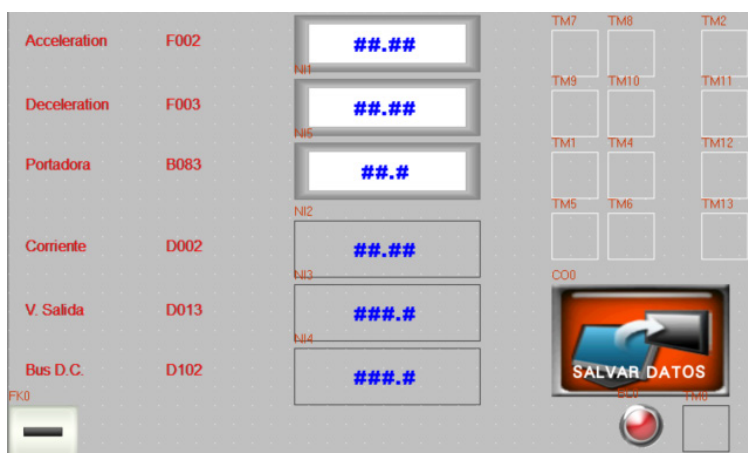 TM7 TM8 TM2
Acceleration F002 ##.##
NI1
TM9 TM10 TM11
Deceleration F003 ##.##
NI5
TM1 TM4 TM12
Portadora B083 ##.#
NI2
TM5 TM6 TM13
Corriente D002 ##.##
NI3
CO0
V. Salida D013 ###.#
NI4
SALVAR DATOS
Bus D.C. D102 ###.#
FK0
TM0